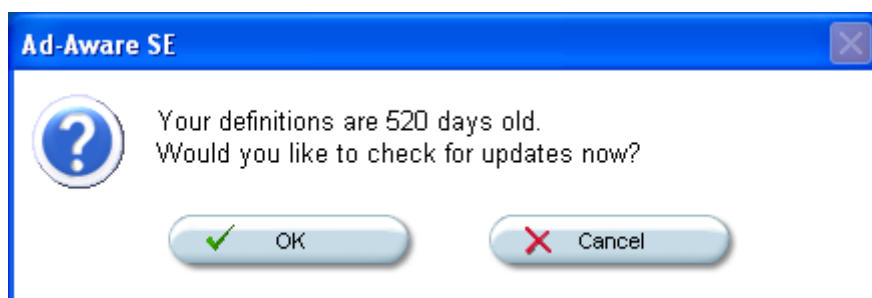 Ad-Aware SE
Your definitions are 520 days old.
Would you like to check for updates now?
OK
Cancel